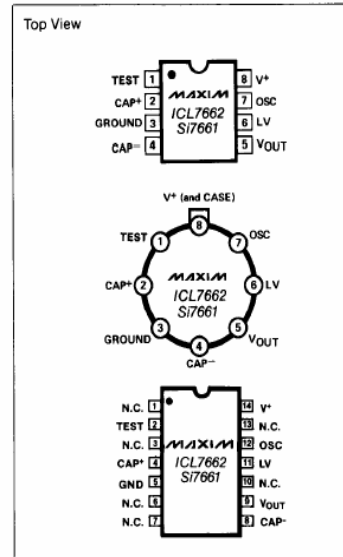 Top View
TEST 1 8 V+
CAP+ 2 MAXIM 7 OSC
GROUND 3 ICL7662 6 LV
CAP- 4 Si7661 5 VOUT
V+ (and CASE)
8
TEST 1 7 OSC
CAP+ 2 MAXIM 6 LV
ICL7662
Si7661
GROUND 3 5 VOUT
4
CAP-
N.C. 1 14 V+
TEST 2 13 N.C.
N.C. 3 MAXIM 12 OSC
CAP+ 4 ICL7662 11 LV
GND 5 Si7661 10 N.C.
N.C. 6 9 VOUT
N.C. 7 8 CAP-